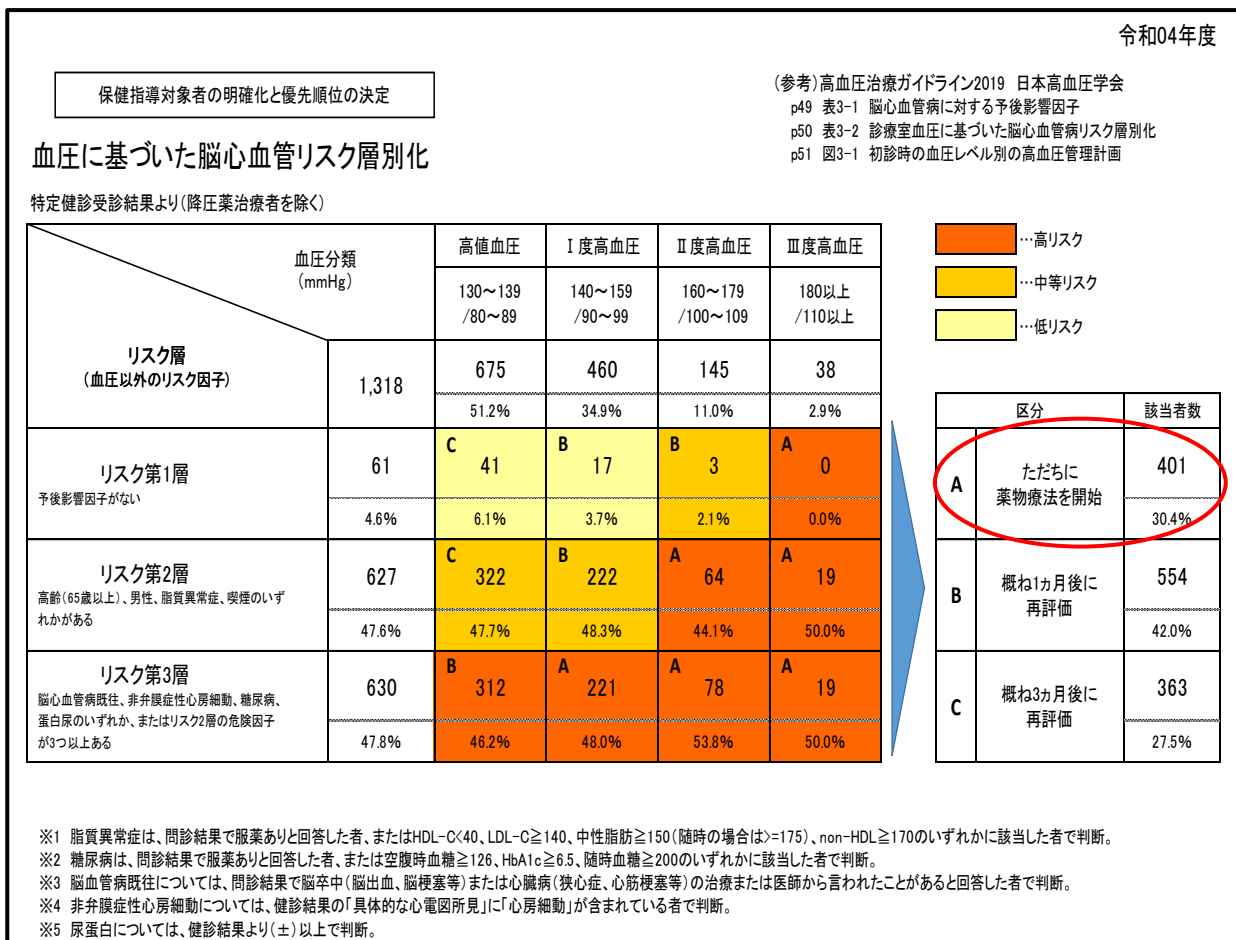 令和04年度
保健指導対象者の明確化と優先順位の決定
(参考)高血圧治療ガイドライン2019 日本高血圧学会
p49 表3-1 脳心血管病に対する予後影響因子
p50 表3-2 診療室血圧に基づいた脳心血管病リスク層別化
p51 図3-1 初診時の血圧レベル別の高血圧管理計画
血圧に基づいた脳心血管リスク層別化
特定健診受診結果より(降圧薬治療者を除く)
血圧分類
(mmHg)
高値血圧 Ⅰ度高血圧 Ⅱ度高血圧 Ⅲ度高血圧
130～139 140～159 160～179 180以上
/80～89 /90～99 /100～109 /110以上
リスク層
(血圧以外のリスク因子)
1,318 675 460 145 38
51.2% 34.9% 11.0% 2.9%
リスク第1層
予後影響因子がない
61 C 41 B 17 B 3 A 0
4.6% 6.1% 3.7% 2.1% 0.0%
リスク第2層
高齢(65歳以上)、男性、脂質異常症、喫煙のいず
れかがある
627 C 322 B 222 A 64 A 19
47.6% 47.7% 48.3% 44.1% 50.0%
リスク第3層
脳心血管病既往、非弁膜症性心房細動、糖尿病、
蛋白尿のいずれか、またはリスク2層の危険因子
が3つ以上ある
630 B 312 A 221 A 78 A 19
47.8% 46.2% 48.0% 53.8% 50.0%
…高リスク
…中等リスク
…低リスク
区分 該当者数
A ただちに
薬物療法を開始
401
30.4%
B 概ね1ヵ月後に
再評価
554
42.0%
C 概ね3ヵ月後に
再評価
363
27.5%
※1 脂質異常症は、問診結果で服薬ありと回答した者、またはHDL-C<40、LDL-C≧140、中性脂肪≧150(随時の場合は>=175)、non-HDL≧170のいずれかに該当した者で判断。
※2 糖尿病は、問診結果で服薬ありと回答した者、または空腹時血糖≧126、HbA1c≧6.5、随時血糖≧200のいずれかに該当した者で判断。
※3 脳血管病既往については、問診結果で脳卒中(脳出血、脳梗塞等)または心臓病(狭心症、心筋梗塞等)の治療または医師から言われたことがあると回答した者で判断。
※4 非弁膜症性心房細動については、健診結果の「具体的な心電図所見」に「心房細動」が含まれている者で判断。
※5 尿蛋白については、健診結果より(±)以上で判断。